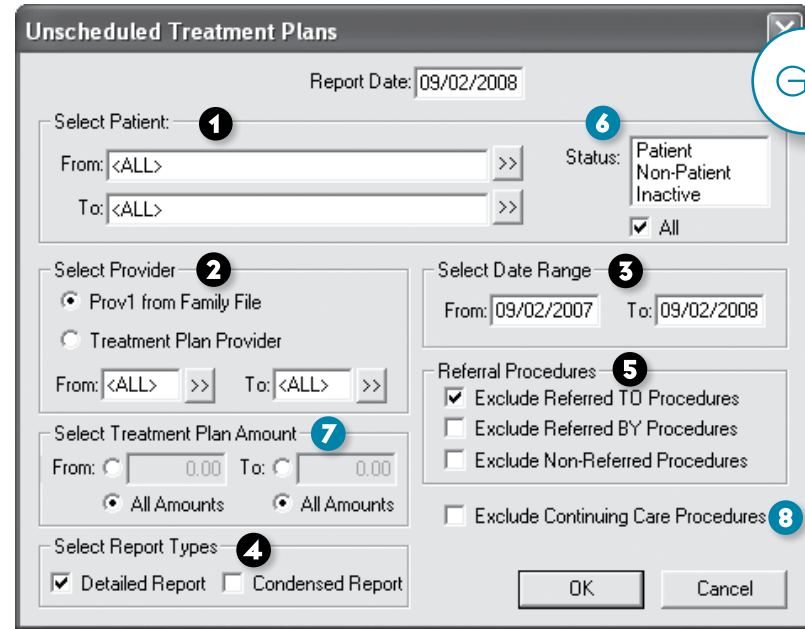 Unscheduled Treatment Plans
Report Date: 09/02/2008
Select Patient: 1
From: <ALL> >>
To: <ALL> >>
6
Status: Patient
Non-Patient
Inactive
All
Select Provider 2
Prov1 from Family File
Treatment Plan Provider
From: <ALL> >> To: <ALL> >>
Select Date Range 3
From: 09/02/2007 To: 09/02/2008
Referral Procedures 5
Exclude Referred TO Procedures
Exclude Referred BY Procedures
Exclude Non-Referred Procedures
Select Treatment Plan Amount 7
From: 0.00 To: 0.00
All Amounts All Amounts
Exclude Continuing Care Procedures 8
Select Report Types 4
Detailed Report Condensed Report
OK Cancel